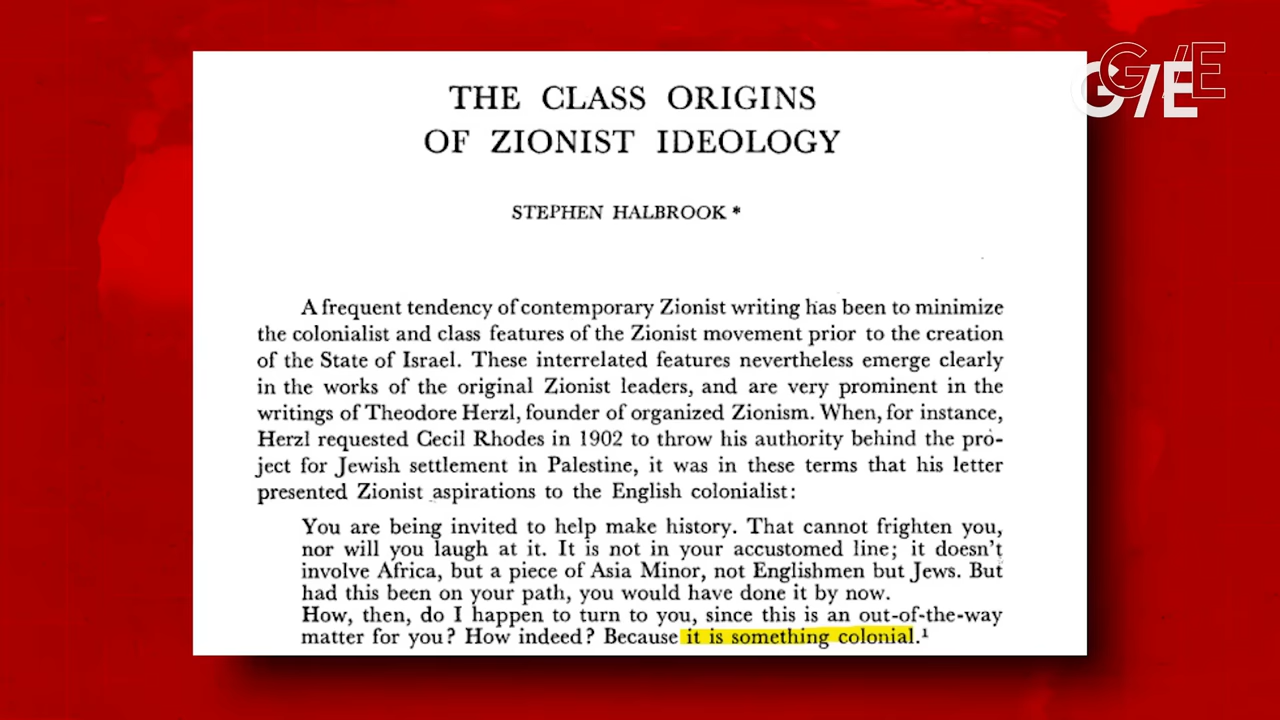 G/E
THE CLASS ORIGINS
OF ZIONIST IDEOLOGY
STEPHEN HALBROOK *
A frequent tendency of contemporary Zionist writing has been to minimize
the colonialist and class features of the Zionist movement prior to the creation
of the State of Israel. These interrelated features nevertheless emerge clearly
in the works of the original Zionist leaders, and are very prominent in the
writings of Theodore Herzl, founder of organized Zionism. When, for instance,
Herzl requested Cecil Rhodes in 1902 to throw his authority behind the pro-
ject for Jewish settlement in Palestine, it was in these terms that his letter
presented Zionist aspirations to the English colonialist:
You are being invited to help make history. That cannot frighten you,
nor will you laugh at it. It is not in your accustomed line; it doesn't
involve Africa, but a piece of Asia Minor, not Englishmen but Jews. But
had this been on your path, you would have done it by now.
How, then, do I happen to turn to you, since this is an out-of-the-way
matter for you? How indeed? Because it is something colonial.¹